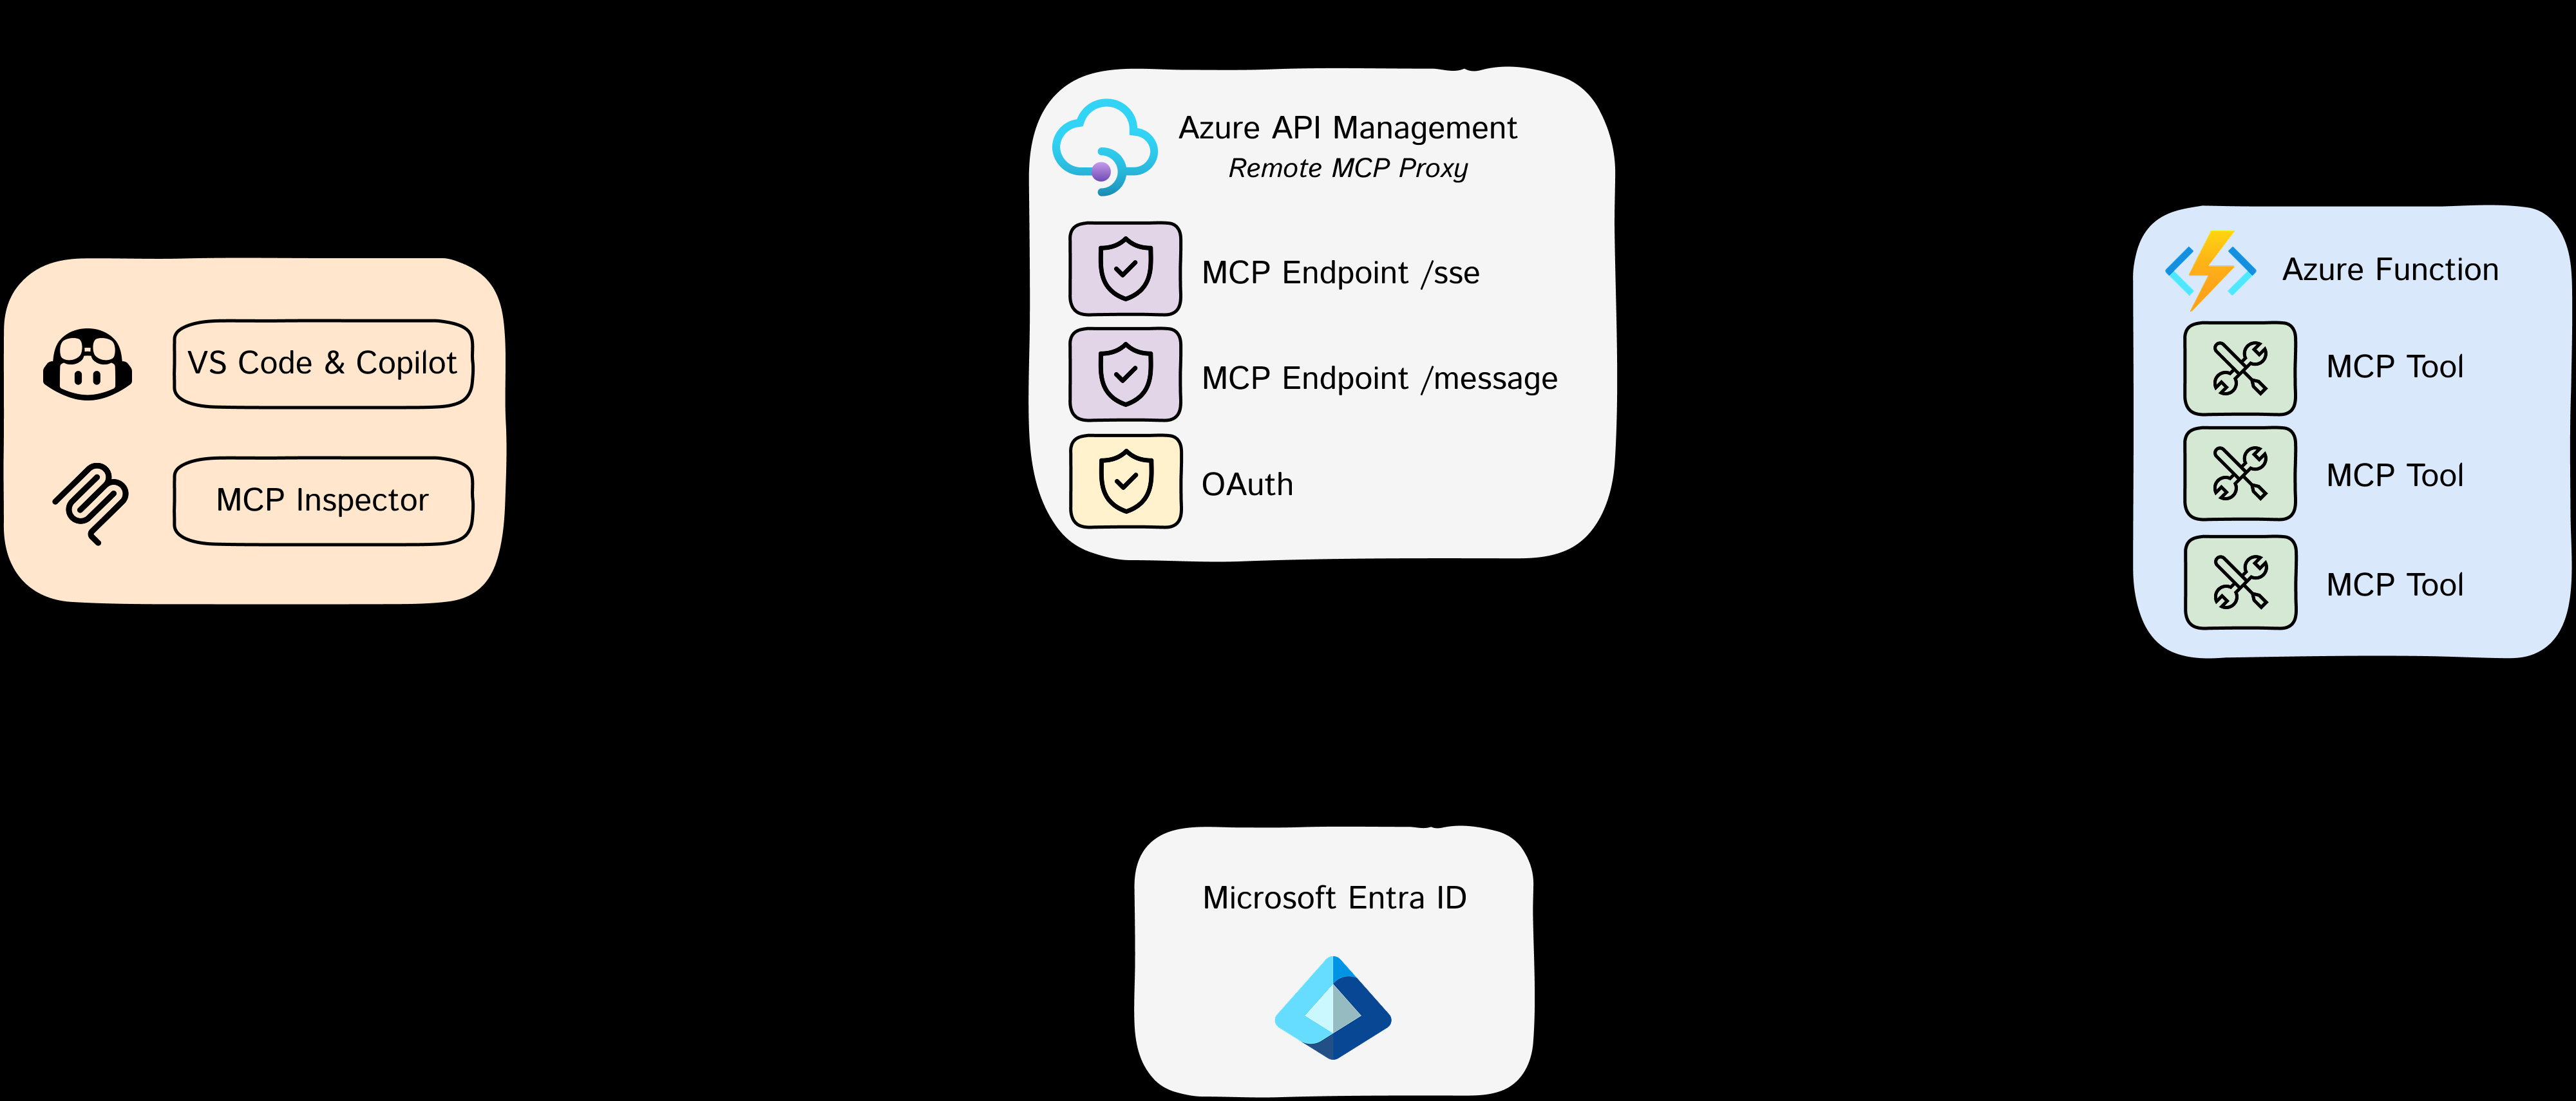 VS Code & Copilot
MCP Inspector
Azure API Management
Remote MCP Proxy
MCP Endpoint /sse
MCP Endpoint /message
OAuth
Azure Function
MCP Tool
MCP Tool
MCP Tool
Microsoft Entra ID